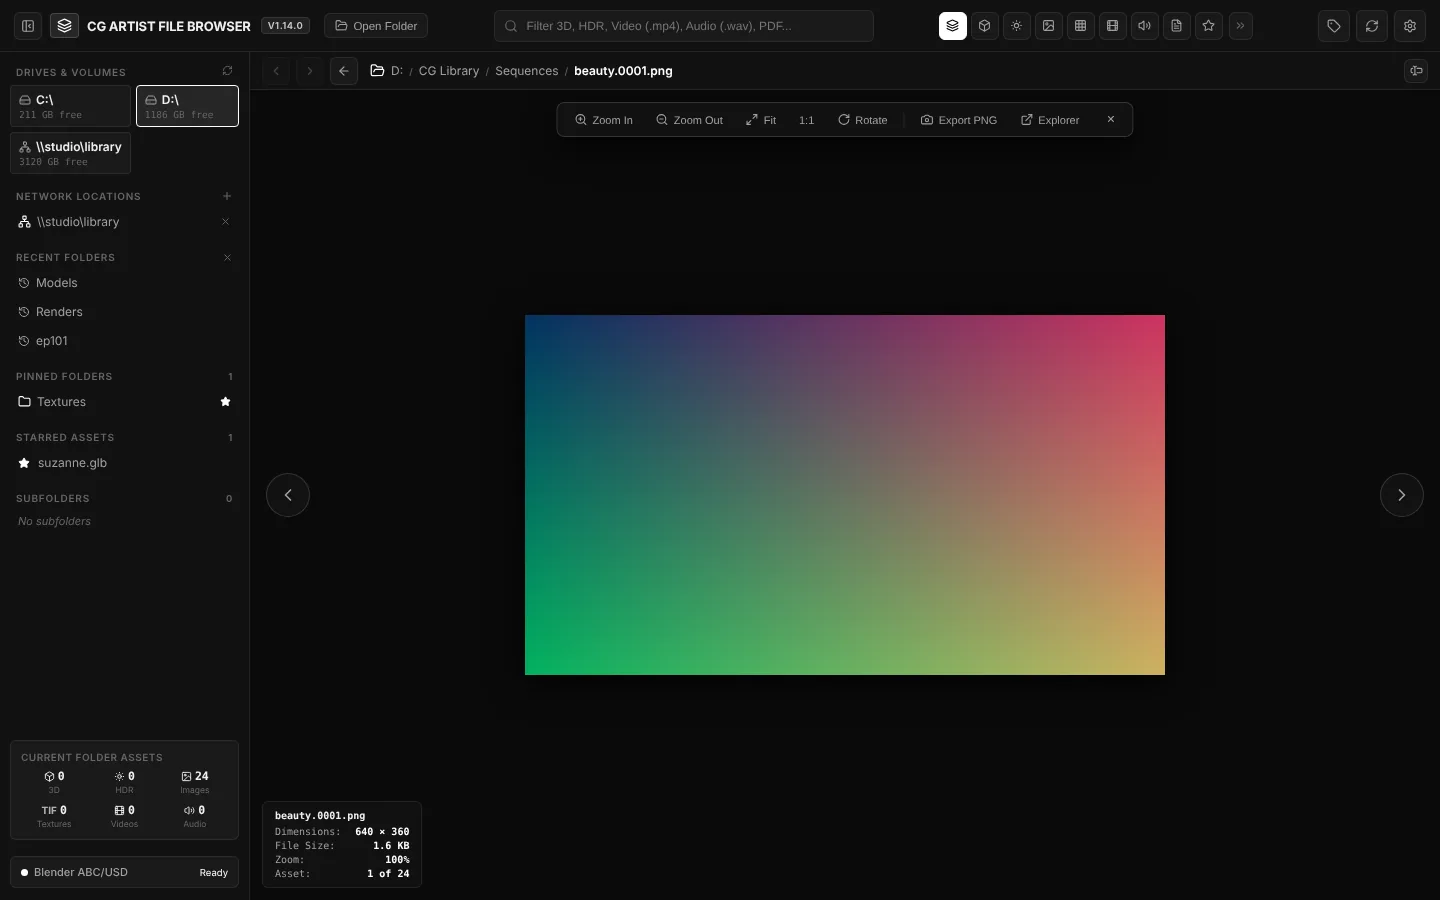 CG ARTIST FILE BROWSER
V1.14.0
Open Folder
Filter 3D, HDR, Video (.mp4), Audio (.wav), PDF...
DRIVES & VOLUMES
C:\
211 GB free
D:\
1186 GB free
\\studio\library
3120 GB free
NETWORK LOCATIONS
\\studio\library
RECENT FOLDERS
Models
Renders
ep101
PINNED FOLDERS 1
Textures
STARRED ASSETS 1
suzanne.glb
SUBFOLDERS 0
No subfolders
CURRENT FOLDER ASSETS
0 0 24
3D HDR Images
TIF 0 0 0
Textures Videos Audio
Blender ABC/USD Ready
D: / CG Library / Sequences / beauty.0001.png
Zoom In Zoom Out Fit 1:1 Rotate Export PNG Explorer
beauty.0001.png
Dimensions: 640 × 360
File Size: 1.6 KB
Zoom: 100%
Asset: 1 of 24